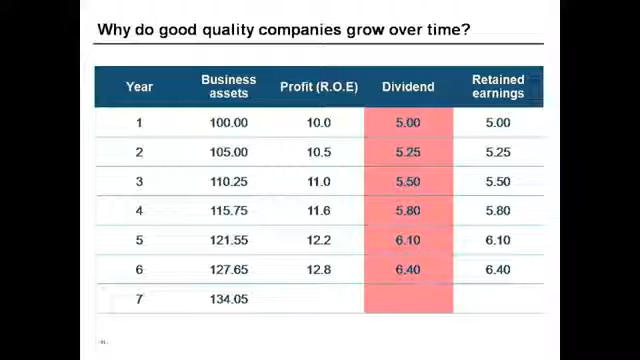 Why do good quality companies grow over time?
Year Business assets Profit (R.O.E) Dividend Retained earnings
1 100.00 10.0 5.00 5.00
2 105.00 10.5 5.25 5.25
3 110.25 11.0 5.50 5.50
4 115.75 11.6 5.80 5.80
5 121.55 12.2 6.10 6.10
6 127.65 12.8 6.40 6.40
7 134.05